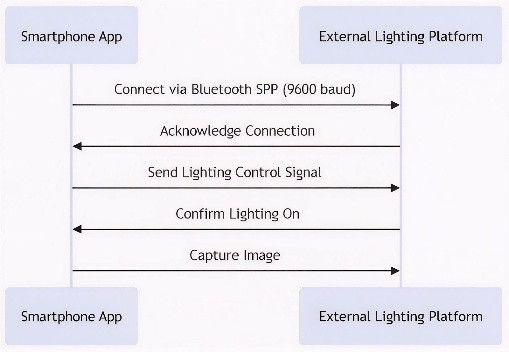 Smartphone App
External Lighting Platform
Connect via Bluetooth SPP (9600 baud)
Acknowledge Connection
Send Lighting Control Signal
Confirm Lighting On
Capture Image
Smartphone App
External Lighting Platform